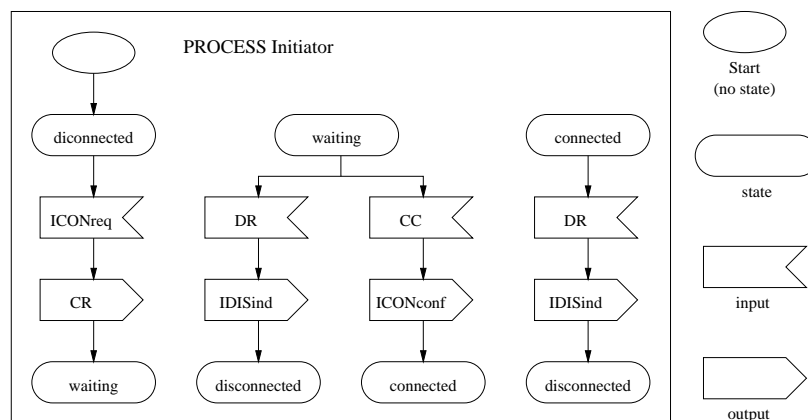 PROCESS Initiator
Start
(no state)
diconnected
waiting
connected
state
ICONreq
DR
CC
DR
input
CR
IDISind
ICONconf
IDISind
waiting
disconnected
connected
disconnected
output